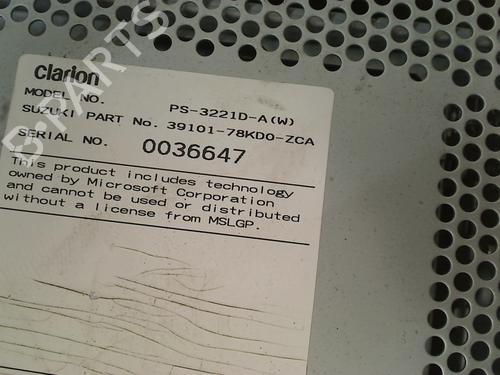 B-PARTS
clarion
MODEL NO. PS-3221D-A(W)
SUZUKI PART No. 39101-78KD0-ZCA
SERIAL NO. 0036647
This product includes technology
owned by Microsoft Corporation
and cannot be used or distributed
without a license from MSLGP.